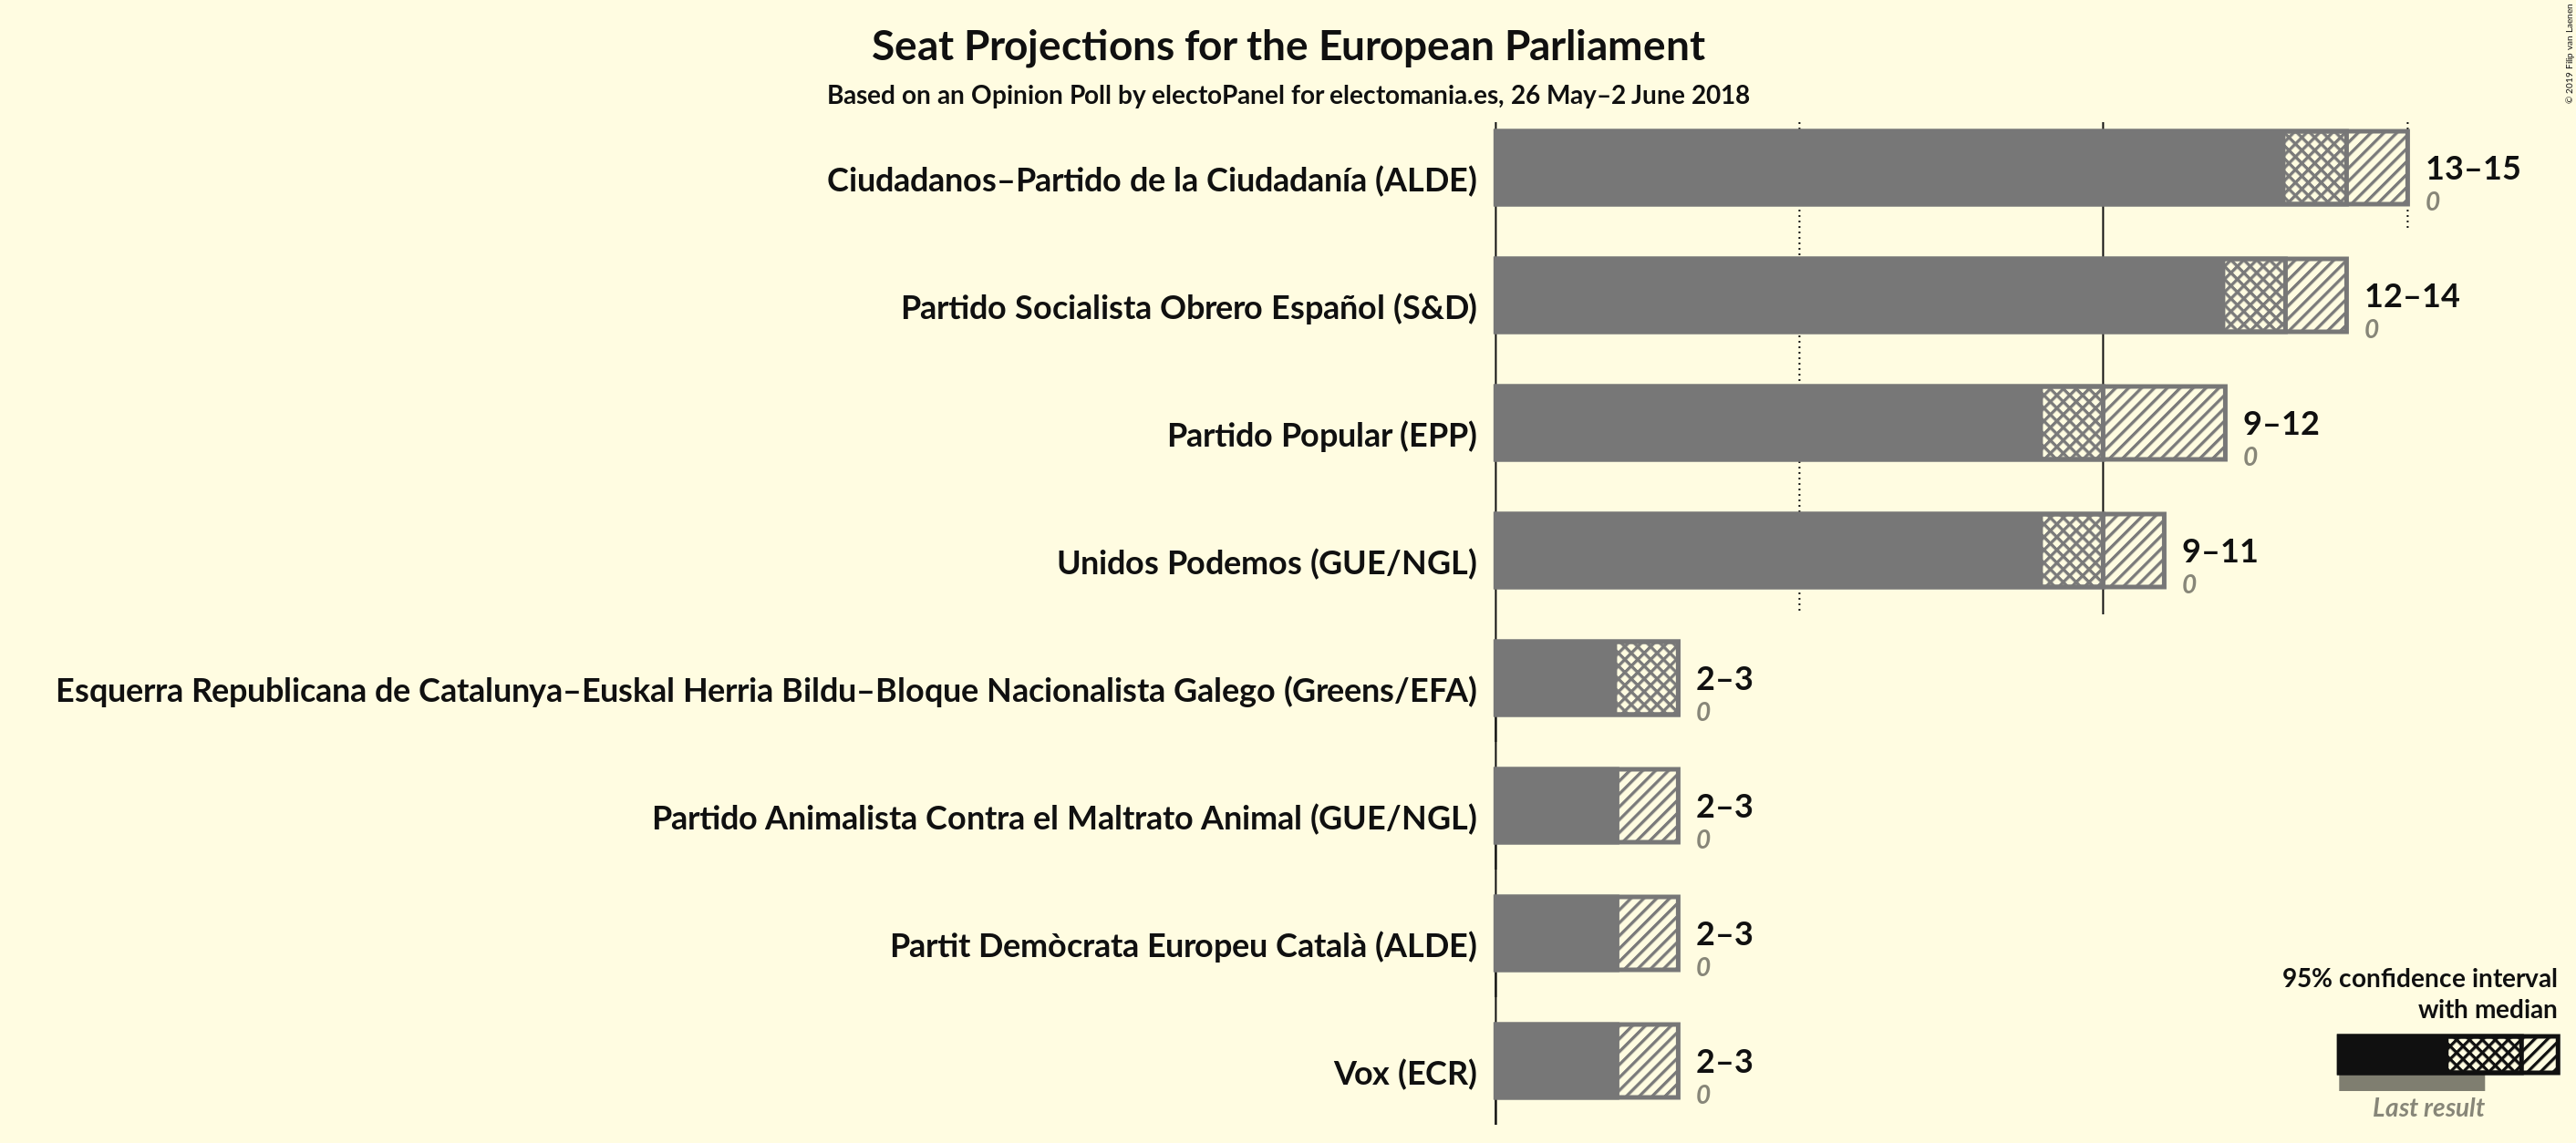 Seat Projections for the European Parliament
Based on an Opinion Poll by electoPanel for electomania.es, 26 May–2 June 2018
© 2019 Filip van Laenen
Ciudadanos–Partido de la Ciudadanía (ALDE)
13–15
0
Partido Socialista Obrero Español (S&D)
12–14
0
Partido Popular (EPP)
9–12
0
Unidos Podemos (GUE/NGL)
9–11
0
Esquerra Republicana de Catalunya–Euskal Herria Bildu–Bloque Nacionalista Galego (Greens/EFA)
2–3
0
Partido Animalista Contra el Maltrato Animal (GUE/NGL)
2–3
0
Partit Demòcrata Europeu Català (ALDE)
2–3
0
Vox (ECR)
2–3
0
95% confidence interval
with median
Last result